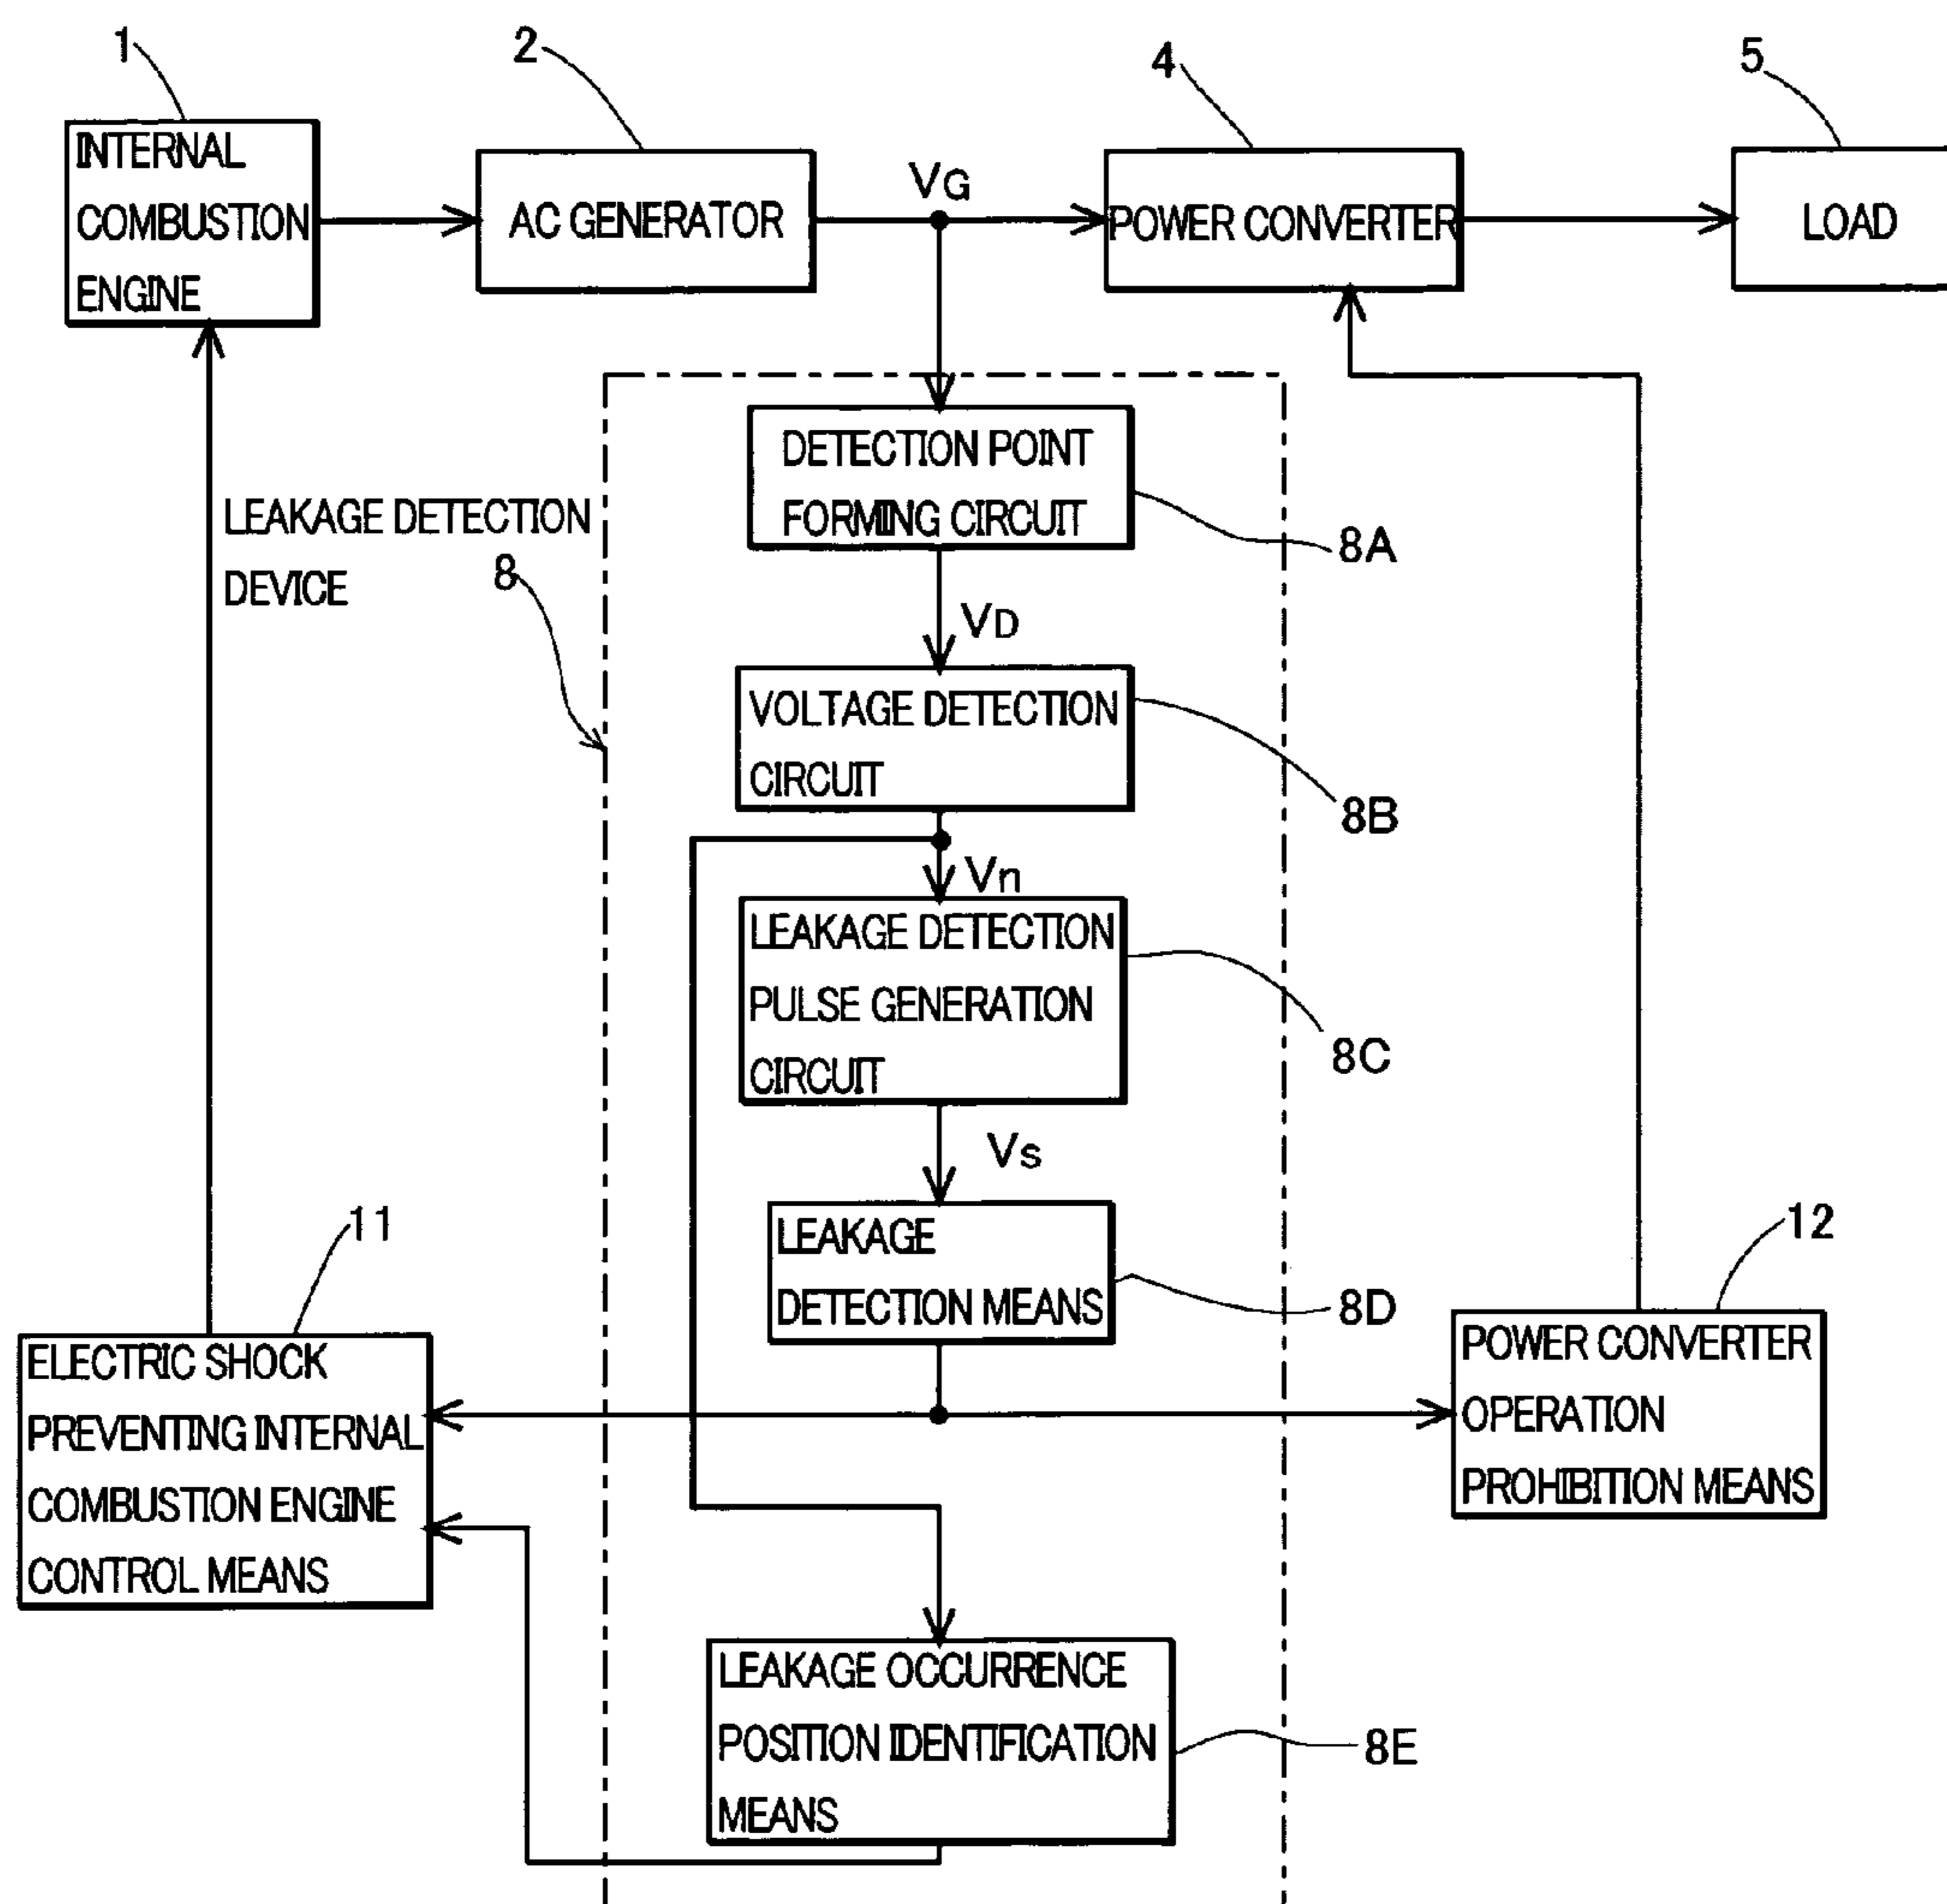 1
2
4
5
INTERNAL
COMBUSTION
ENGINE
AC GENERATOR
VG
POWER CONVERTER
LOAD
DETECTION POINT
FORMING CIRCUIT
8A
LEAKAGE DETECTION
DEVICE
8
VD
VOLTAGE DETECTION
CIRCUIT
8B
Vn
LEAKAGE DETECTION
PULSE GENERATION
CIRCUIT
8C
Vs
LEAKAGE
DETECTION MEANS
8D
11
12
ELECTRIC SHOCK
PREVENTING INTERNAL
COMBUSTION ENGINE
CONTROL MEANS
POWER CONVERTER
OPERATION
PROHIBITION MEANS
LEAKAGE OCCURRENCE
POSITION IDENTIFICATION
MEANS
8E